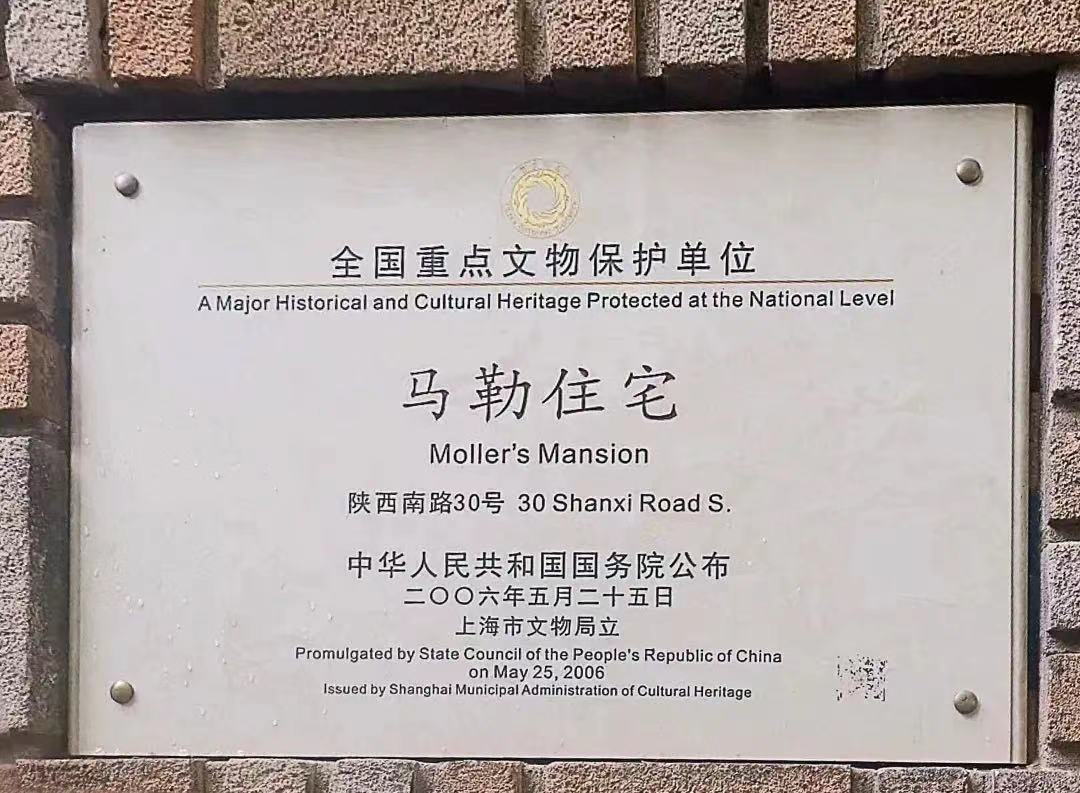 全国重点文物保护单位
A Major Historical and Cultural Heritage Protected at the National Level
马勒住宅
Moller's Mansion
陕西南路30号 30 Shanxi Road S.
中华人民共和国国务院公布
二〇〇六年五月二十五日
上海市文物局立
Promulgated by State Council of the People's Republic of China
on May 25, 2006
Issued by Shanghai Municipal Administration of Cultural Heritage